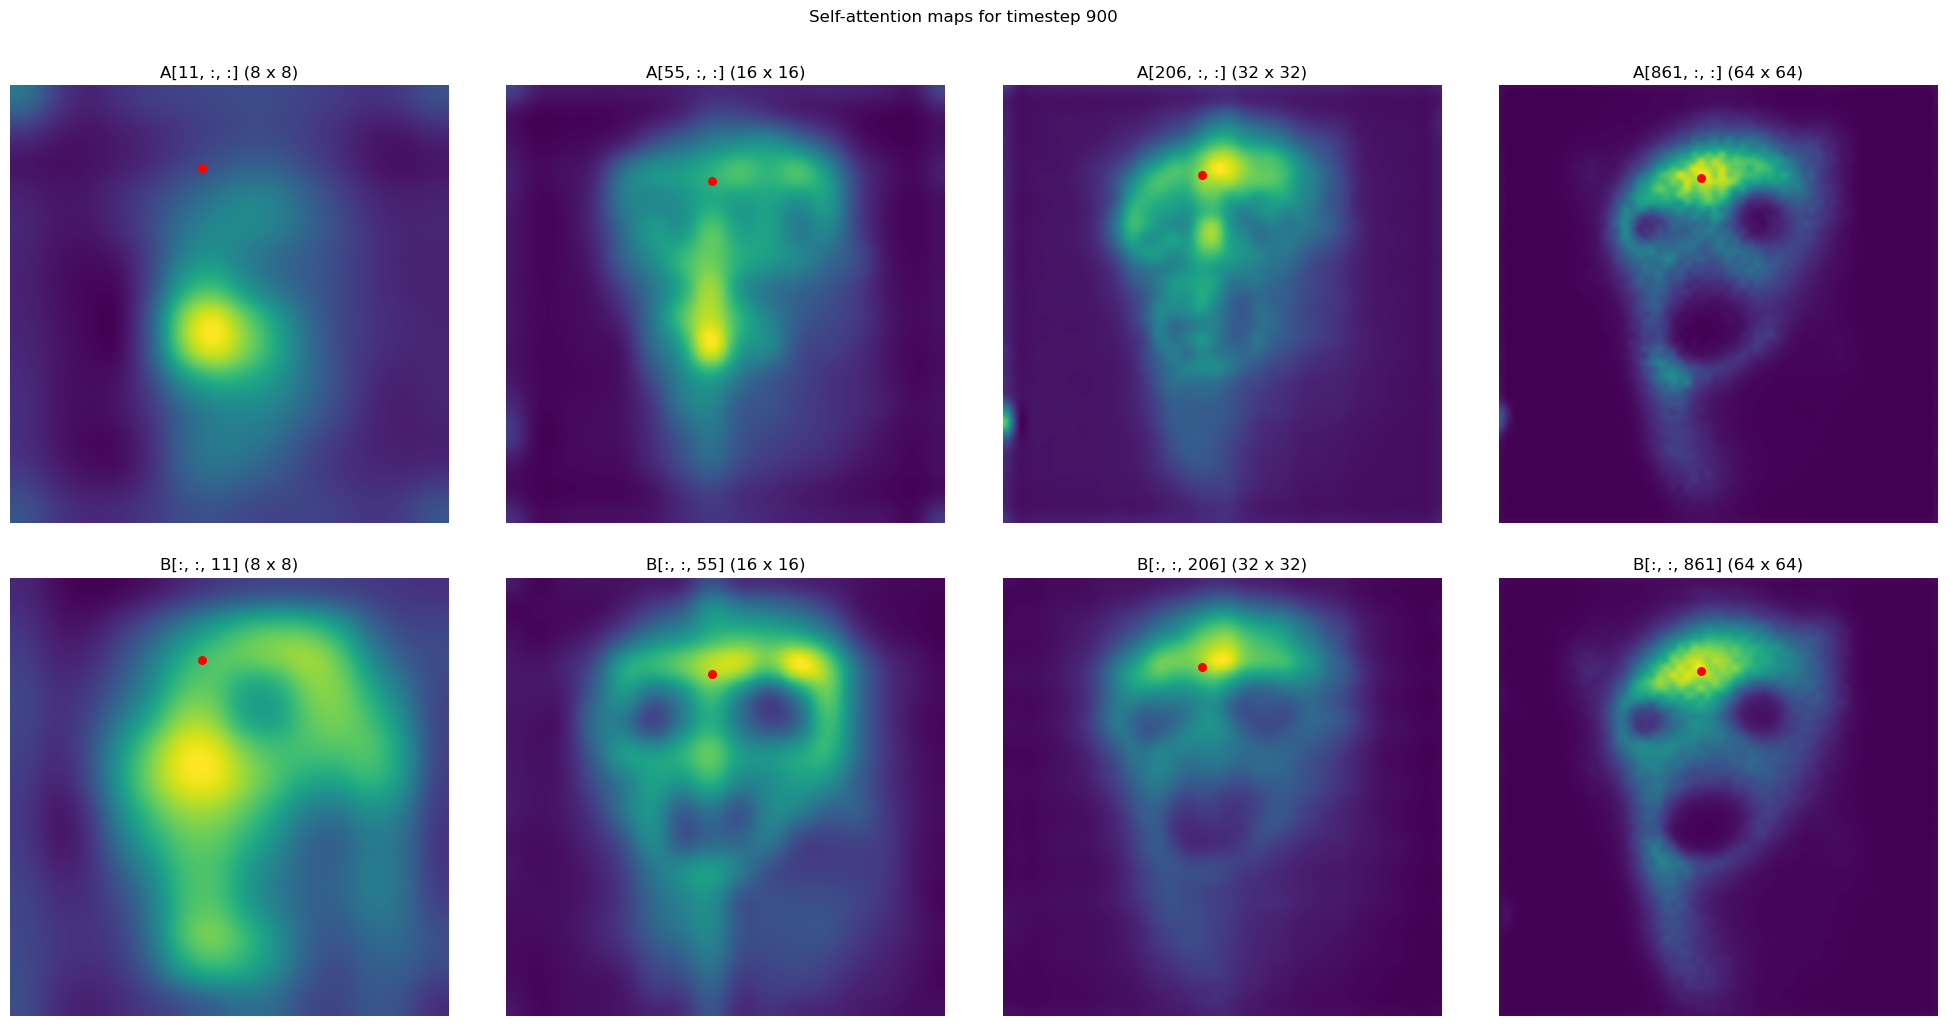 Self-attention maps for timestep 900
A[11, :, :] (8 x 8)
A[55, :, :] (16 x 16)
A[206, :, :] (32 x 32)
A[861, :, :] (64 x 64)
B[:, :, 11] (8 x 8)
B[:, :, 55] (16 x 16)
B[:, :, 206] (32 x 32)
B[:, :, 861] (64 x 64)